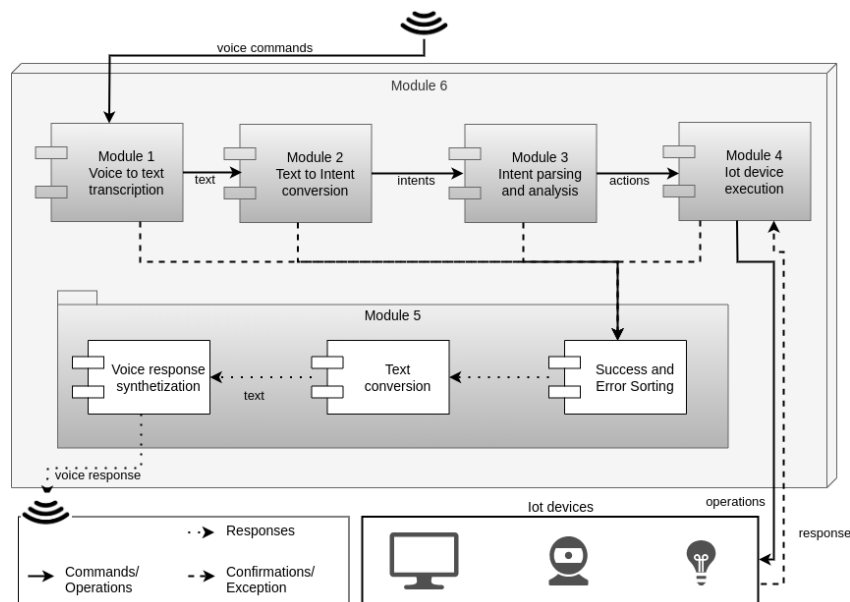 voice commands
Module 6
Module 1
Voice to text
transcription
text
Module 2
Text to Intent
conversion
intents
Module 3
Intent parsing
and analysis
actions
Module 4
Iot device
execution
Module 5
Voice response
synthetization
text
Text
conversion
Success and
Error Sorting
voice response
operations
response
Responses
Commands/
Operations
Confirmations/
Exception
Iot devices